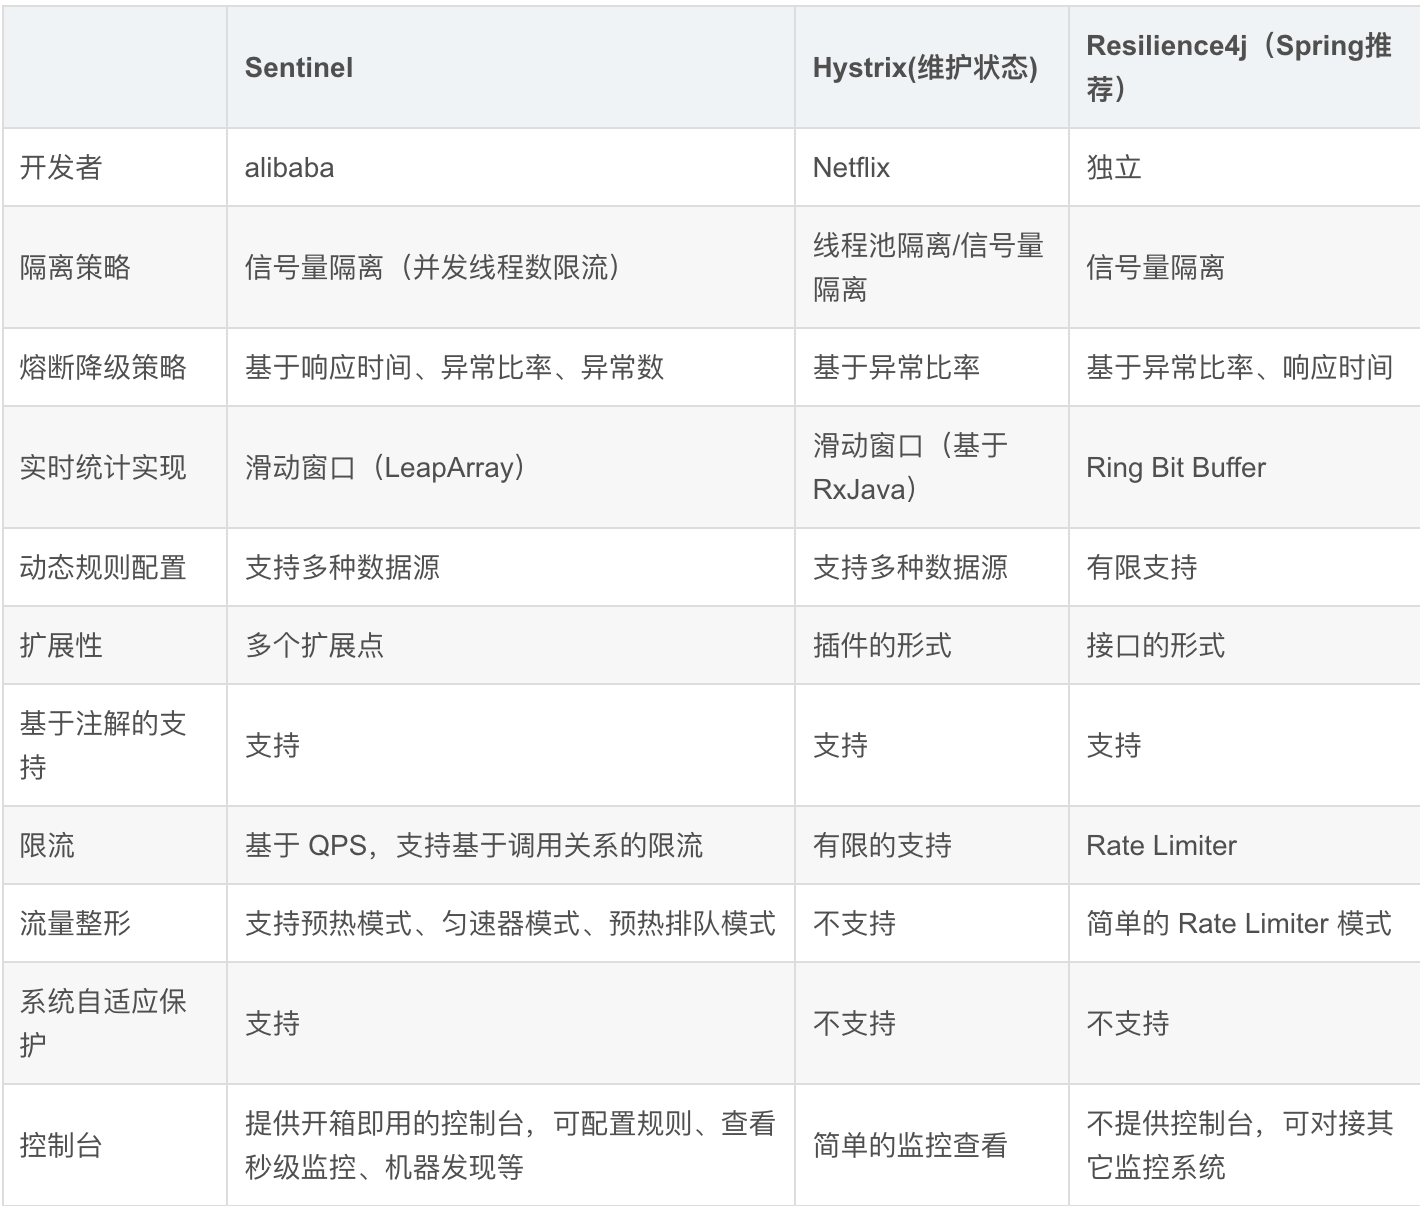 Sentinel
Hystrix(维护状态)
Resilience4j（Spring推
荐）
开发者
alibaba
Netflix
独立
隔离策略
信号量隔离（并发线程数限流）
线程池隔离/信号量
隔离
信号量隔离
熔断降级策略
基于响应时间、异常比率、异常数
基于异常比率
基于异常比率、响应时间
实时统计实现
滑动窗口（LeapArray）
滑动窗口（基于
RxJava）
Ring Bit Buffer
动态规则配置
支持多种数据源
支持多种数据源
有限支持
扩展性
多个扩展点
插件的形式
接口的形式
基于注解的支
持
支持
支持
支持
限流
基于 QPS，支持基于调用关系的限流
有限的支持
Rate Limiter
流量整形
支持预热模式、匀速器模式、预热排队模式
不支持
简单的 Rate Limiter 模式
系统自适应保
护
支持
不支持
不支持
控制台
提供开箱即用的控制台，可配置规则、查看
秒级监控、机器发现等
简单的监控查看
不提供控制台，可对接其
它监控系统